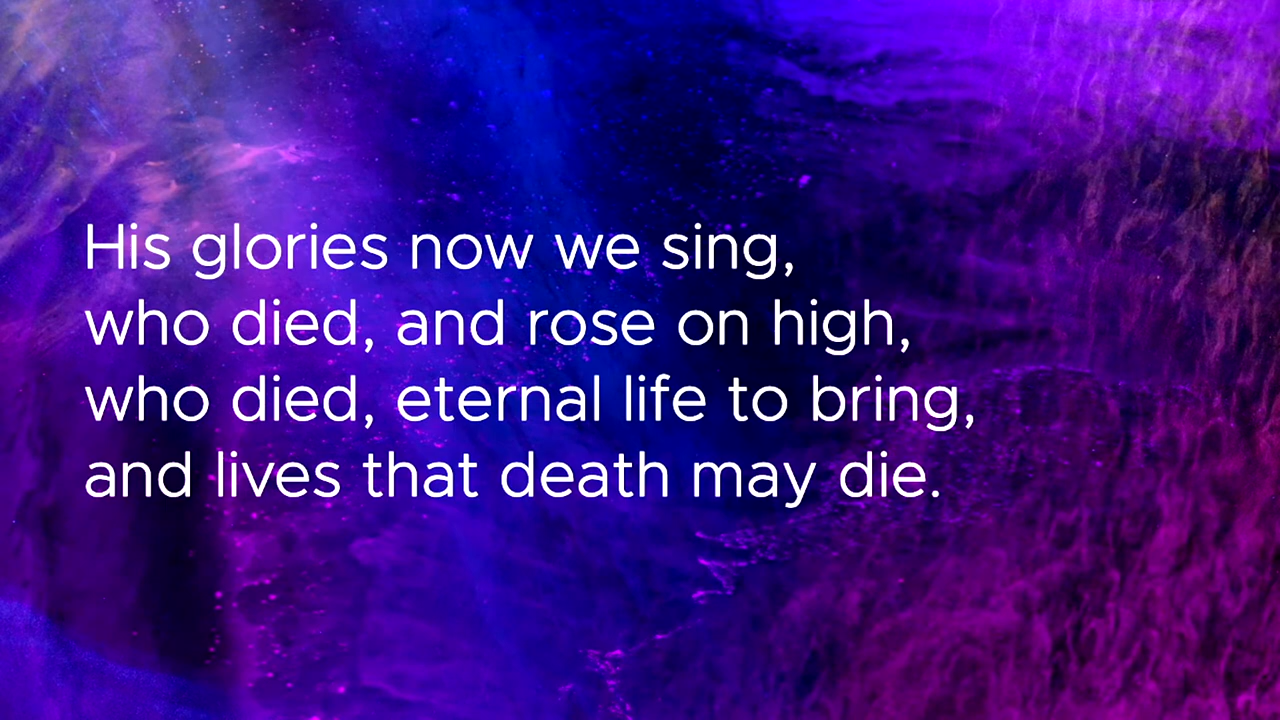 His glories now we sing,
who died, and rose on high,
who died, eternal life to bring,
and lives that death may die.